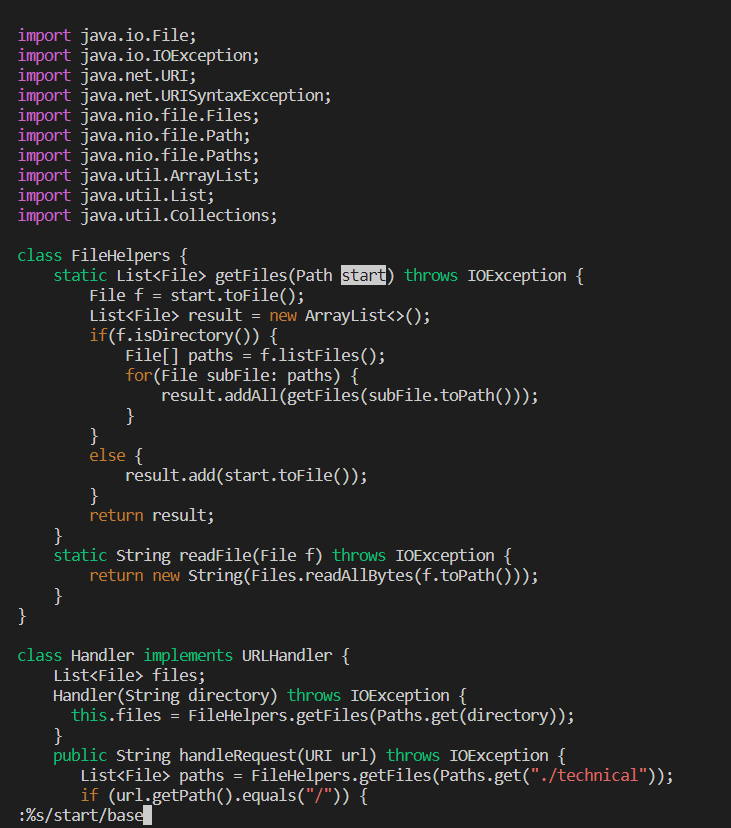 import java.io.File;
import java.io.IOException;
import java.net.URI;
import java.net.URISyntaxException;
import java.nio.file.Files;
import java.nio.file.Path;
import java.nio.file.Paths;
import java.util.ArrayList;
import java.util.List;
import java.util.Collections;

class FileHelpers {
    static List<File> getFiles(Path start) throws IOException {
        File f = start.toFile();
        List<File> result = new ArrayList<>();
        if(f.isDirectory()) {
            File[] paths = f.listFiles();
            for(File subFile: paths) {
                result.addAll(getFiles(subFile.toPath()));
            }
        }
        else {
            result.add(start.toFile());
        }
        return result;
    }
    static String readFile(File f) throws IOException {
        return new String(Files.readAllBytes(f.toPath()));
    }
}

class Handler implements URLHandler {
    List<File> files;
    Handler(String directory) throws IOException {
      this.files = FileHelpers.getFiles(Paths.get(directory));
    }
    public String handleRequest(URI url) throws IOException {
       List<File> paths = FileHelpers.getFiles(Paths.get("./technical"));
       if (url.getPath().equals("/")) {
:%s/start/base